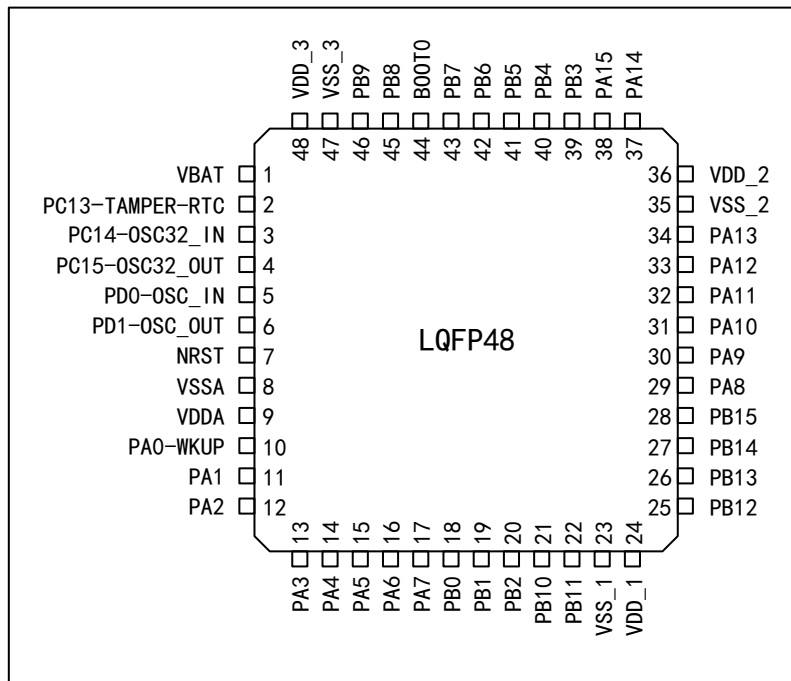 VDD_3
VSS_3
PB9
PB8
BOOT0
PB7
PB6
PB5
PB4
PB3
PA15
PA14
48
47
46
45
44
43
42
41
40
39
38
37
VBAT 1
PC13-TAMPER-RTC 2
PC14-OSC32_IN 3
PC15-OSC32_OUT 4
PD0-OSC_IN 5
PD1-OSC_OUT 6
NRST 7
VSSA 8
VDDA 9
PA0-WKUP 10
PA1 11
PA2 12
LQFP48
36 VDD_2
35 VSS_2
34 PA13
33 PA12
32 PA11
31 PA10
30 PA9
29 PA8
28 PB15
27 PB14
26 PB13
25 PB12
13
14
15
16
17
18
19
20
21
22
23
24
PA3
PA4
PA5
PA6
PA7
PB0
PB1
PB2
PB10
PB11
VSS_1
VDD_1